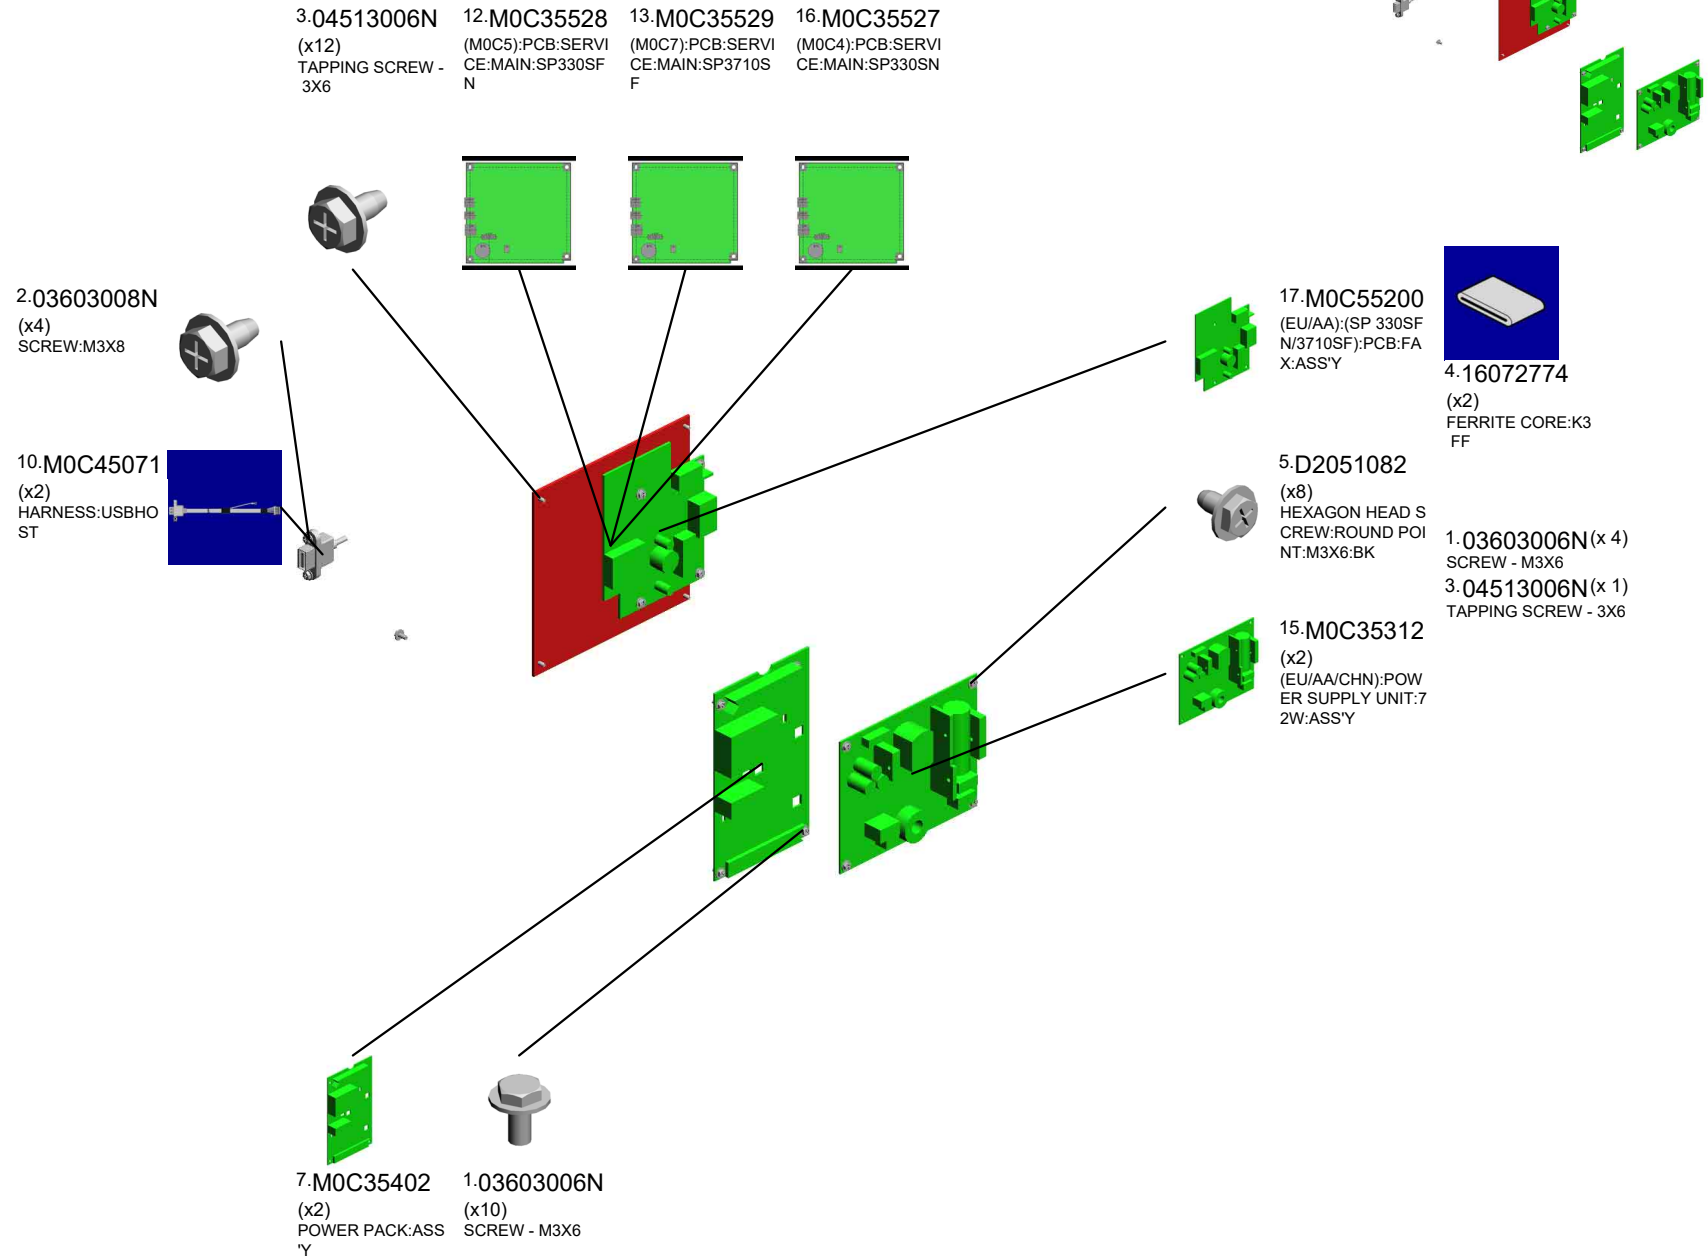 3.04513006N
(x12)
TAPPING SCREW -
3X6
12.M0C35528
(M0C5):PCB:SERVI
CE:MAIN:SP330SF
N
13.M0C35529
(M0C7):PCB:SERVI
CE:MAIN:SP3710S
F
16.M0C35527
(M0C4):PCB:SERVI
CE:MAIN:SP330SN
2.03603008N
(x4)
SCREW:M3X8
17.M0C55200
(EU/AA):(SP 330SF
N/3710SF):PCB:FA
X:ASS'Y
4.16072774
(x2)
FERRITE CORE:K3
FF
10.M0C45071
(x2)
HARNESS:USBHO
ST
5.D2051082
(x8)
HEXAGON HEAD S
CREW:ROUND POI
NT:M3X6:BK
1.03603006N(x 4)
SCREW - M3X6
3.04513006N(x 1)
TAPPING SCREW - 3X6
15.M0C35312
(x2)
(EU/AA/CHN):POW
ER SUPPLY UNIT:7
2W:ASS'Y
7.M0C35402
(x2)
POWER PACK:ASS
'Y
1.03603006N
(x10)
SCREW - M3X6